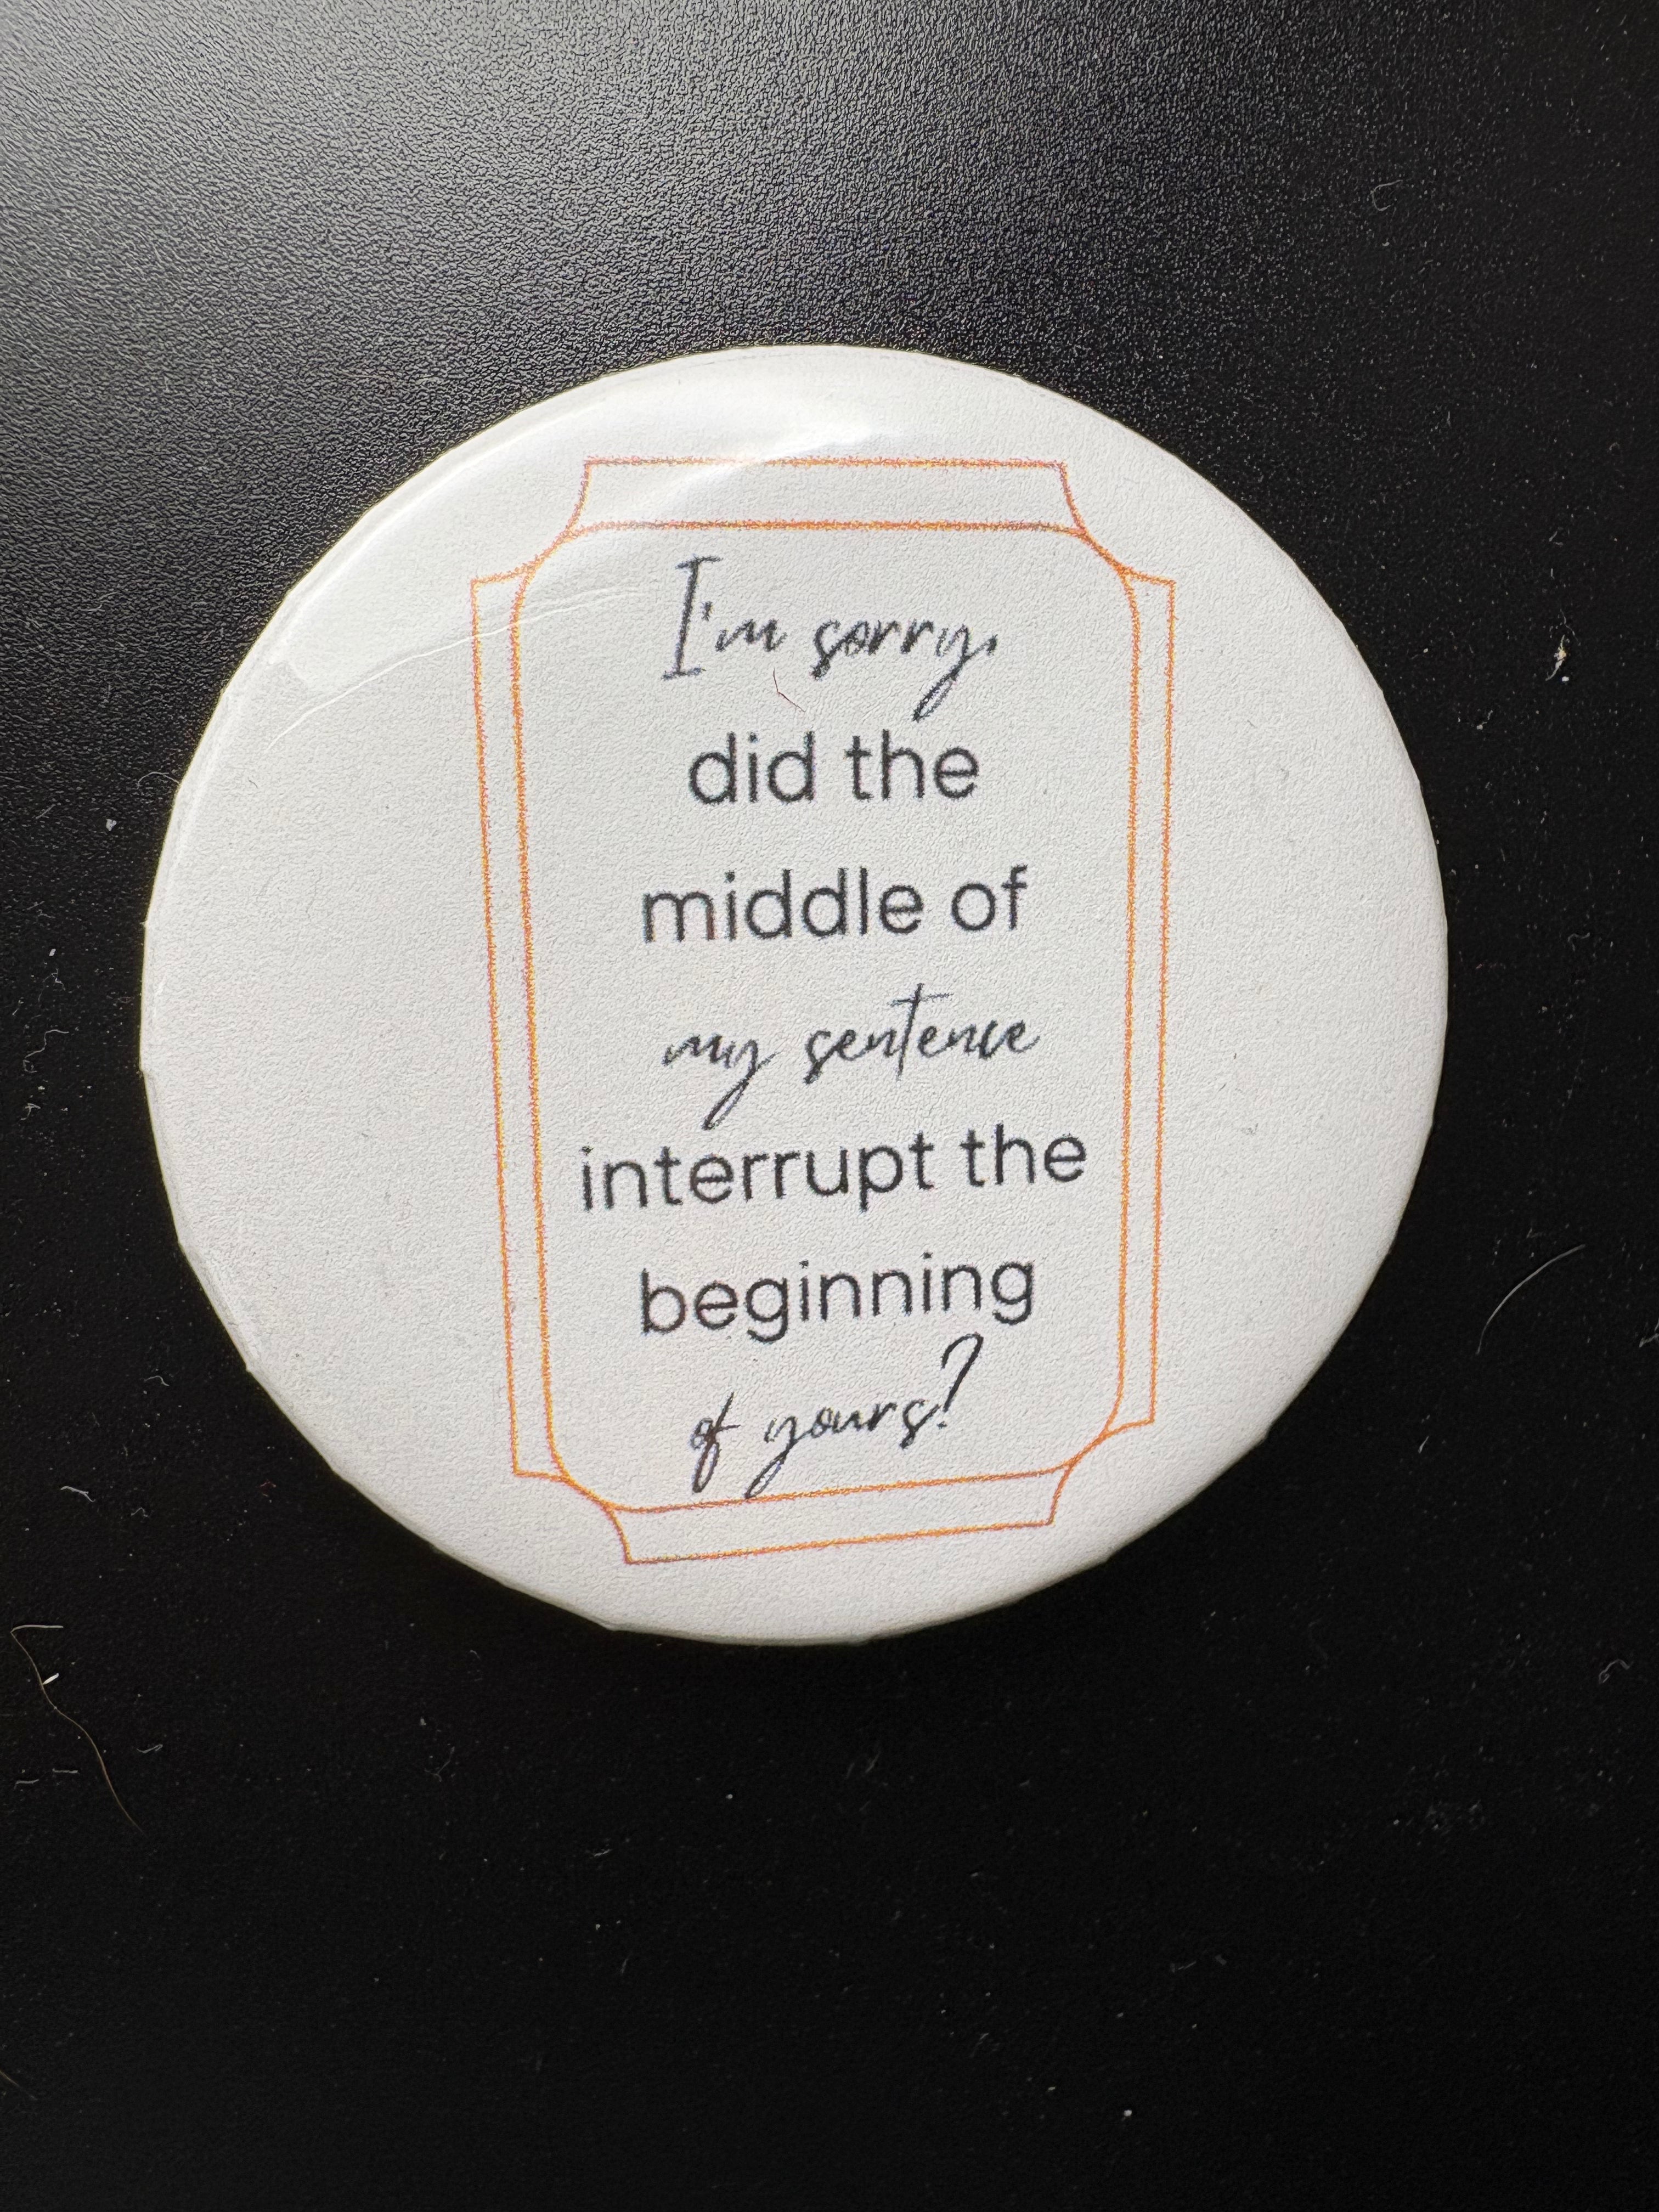 I'm sorry,
did the
middle of
my sentence
interrupt the
beginning
of yours?